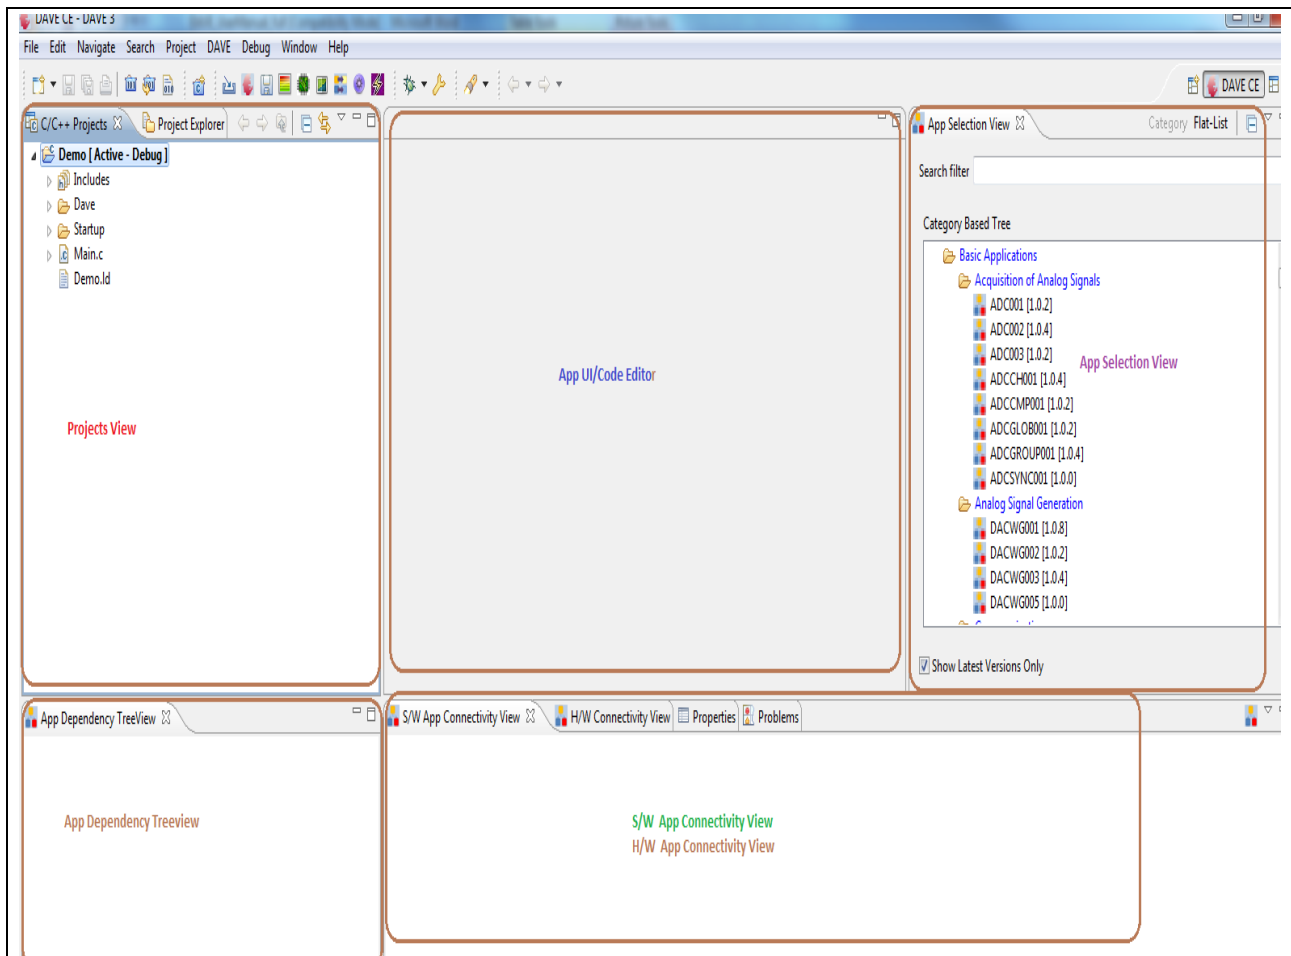 DAVE CE - DAVE 3
File Edit Navigate Search Project DAVE Debug Window Help
DAVE CE
C/C++ Projects
Project Explorer
Demo [ Active - Debug ]
Includes
Dave
Startup
Main.c
Demo.ld
Projects View
App UI/Code Editor
App Selection View
Category Flat-List
Search filter
Category Based Tree
Basic Applications
Acquisition of Analog Signals
ADC001 [1.0.2]
ADC002 [1.0.4]
ADC003 [1.0.2]
ADCCH001 [1.0.4]
ADCCMP001 [1.0.2]
ADCGLOB001 [1.0.2]
ADCGROUP001 [1.0.4]
ADCSYNC001 [1.0.0]
Analog Signal Generation
DACWG001 [1.0.8]
DACWG002 [1.0.2]
DACWG003 [1.0.4]
DACWG005 [1.0.0]
App Selection View
Show Latest Versions Only
App Dependency TreeView
App Dependency Treeview
S/W App Connectivity View
H/W Connectivity View
Properties
Problems
S/W App Connectivity View
H/W App Connectivity View